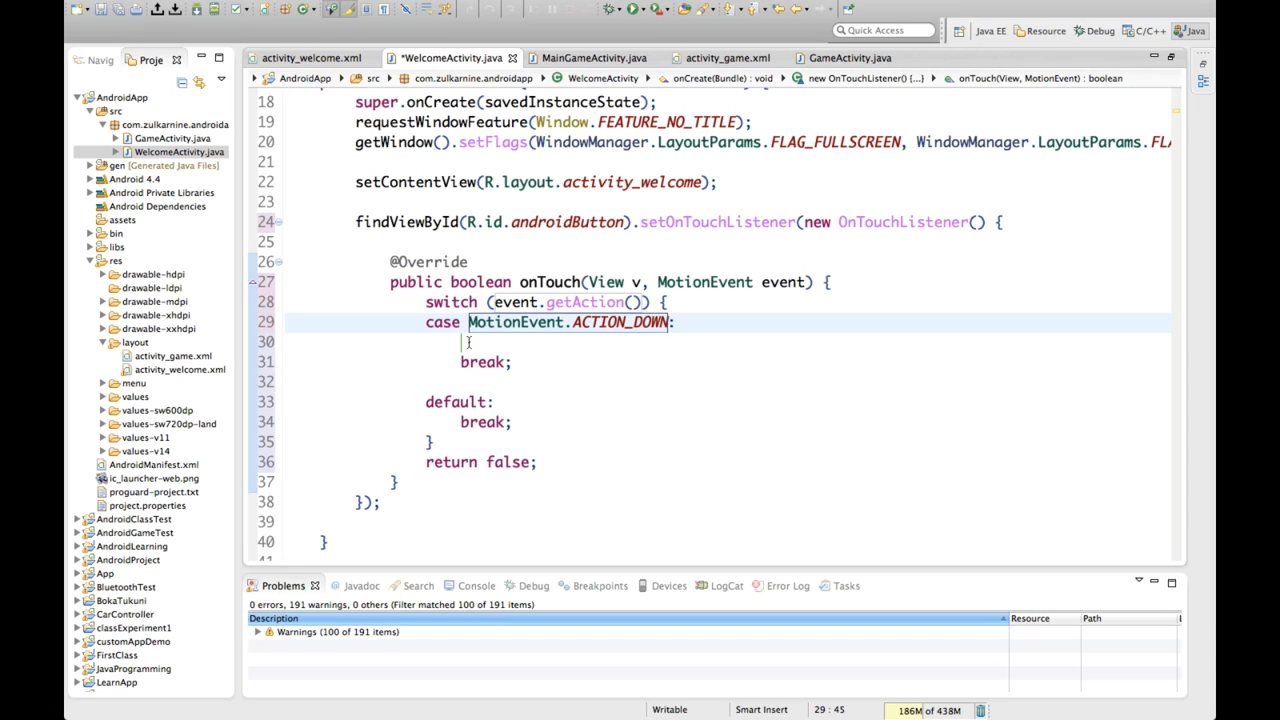 Quick Access
Java EE
Resource
Debug
C/C++
Java
Navig
Proje
activity_welcome.xml
*WelcomeActivity.java
MainGameActivity.java
activity_game.xml
GameActivity.java
AndroidApp
src
com.zulkarnine.androidapp
WelcomeActivity
onCreate(Bundle) : void
new OnTouchListener() {...}
onTouch(View, MotionEvent) : boolean
AndroidApp
src
com.zulkarnine.androida
GameActivity.java
WelcomeActivity.java
gen [Generated Java Files]
Android 4.4
Android Private Libraries
Android Dependencies
assets
bin
libs
res
drawable-hdpi
drawable-ldpi
drawable-mdpi
drawable-xhdpi
drawable-xxhdpi
layout
activity_game.xml
activity_welcome.xml
menu
values
values-sw600dp
values-sw720dp-land
values-v11
values-v14
AndroidManifest.xml
ic_launcher-web.png
proguard-project.txt
project.properties
AndroidClassTest
AndroidGameTest
AndroidLearning
AndroidProject
App
BluetoothTest
BokaTukuni
CarController
classExperiment1
customAppDemo
FirstClass
JavaProgramming
LearnApp
18 super.onCreate(savedInstanceState);
19 requestWindowFeature(Window.FEATURE_NO_TITLE);
20 getWindow().setFlags(WindowManager.LayoutParams.FLAG_FULLSCREEN, WindowManager.LayoutParams.FLA
21
22 setContentView(R.layout.activity_welcome);
23
24 findViewById(R.id.androidButton).setOnTouchListener(new OnTouchListener() {
25
26 @Override
27 public boolean onTouch(View v, MotionEvent event) {
28 switch (event.getAction()) {
29 case MotionEvent.ACTION_DOWN:
30
31 break;
32
33 default:
34 break;
35 }
36 return false;
37 }
38 });
39
40 }
Problems
Javadoc
Search
Console
Debug
Breakpoints
Devices
LogCat
Error Log
Tasks
0 errors, 191 warnings, 0 others (Filter matched 100 of 191 items)
Description Resource Path
Warnings (100 of 191 items)
Writable
Smart Insert
29 : 45
186M of 438M